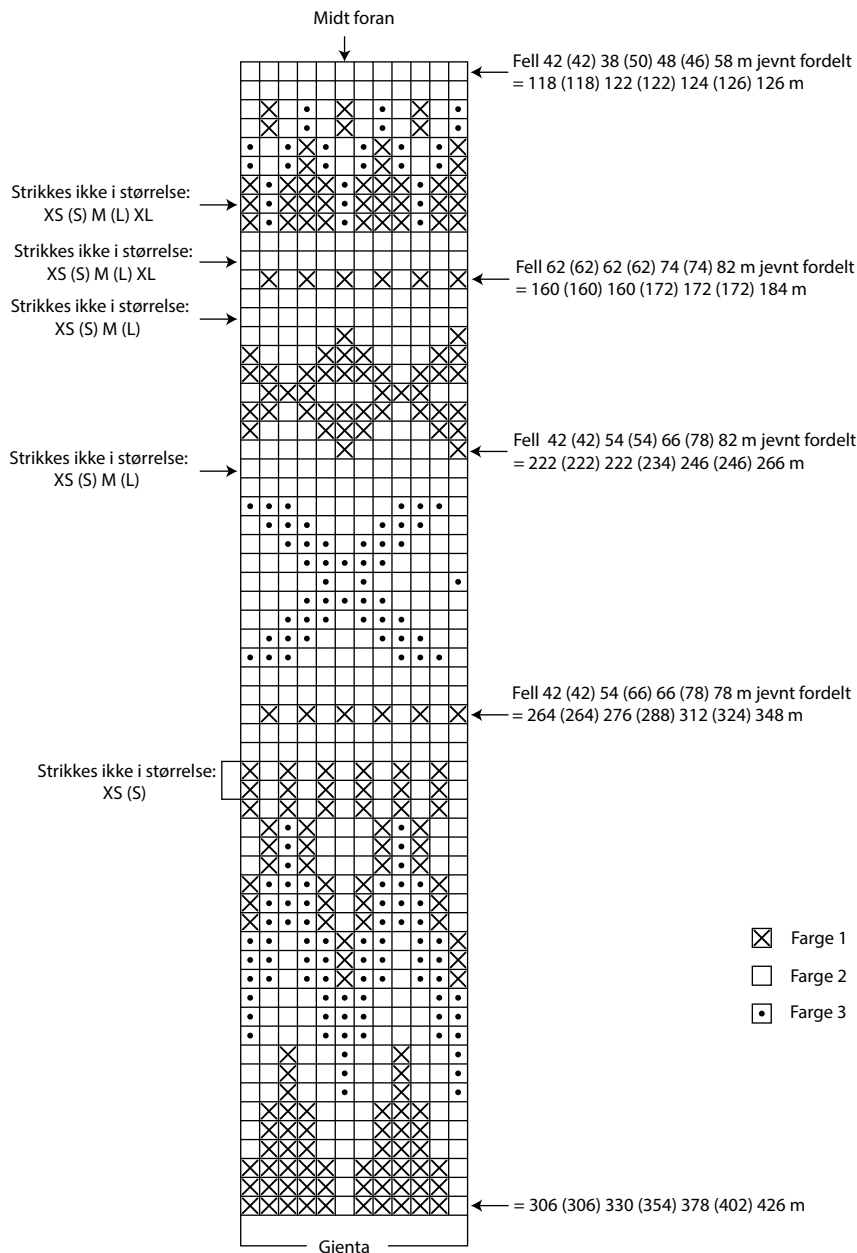 Midt foran
Fell 42 (42) 38 (50) 48 (46) 58 m jevnt fordelt
= 118 (118) 122 (122) 124 (126) 126 m
Strikkes ikke i størrelse:
XS (S) M (L) XL
Strikkes ikke i størrelse:
XS (S) M (L) XL
Fell 62 (62) 62 (62) 74 (74) 82 m jevnt fordelt
= 160 (160) 160 (172) 172 (172) 184 m
Strikkes ikke i størrelse:
XS (S) M (L)
Fell 42 (42) 54 (54) 66 (78) 82 m jevnt fordelt
= 222 (222) 222 (234) 246 (246) 266 m
Strikkes ikke i størrelse:
XS (S) M (L)
Fell 42 (42) 54 (66) 66 (78) 78 m jevnt fordelt
= 264 (264) 276 (288) 312 (324) 348 m
Strikkes ikke i størrelse:
XS (S)
Farge 1
Farge 2
Farge 3
= 306 (306) 330 (354) 378 (402) 426 m
Gjenta